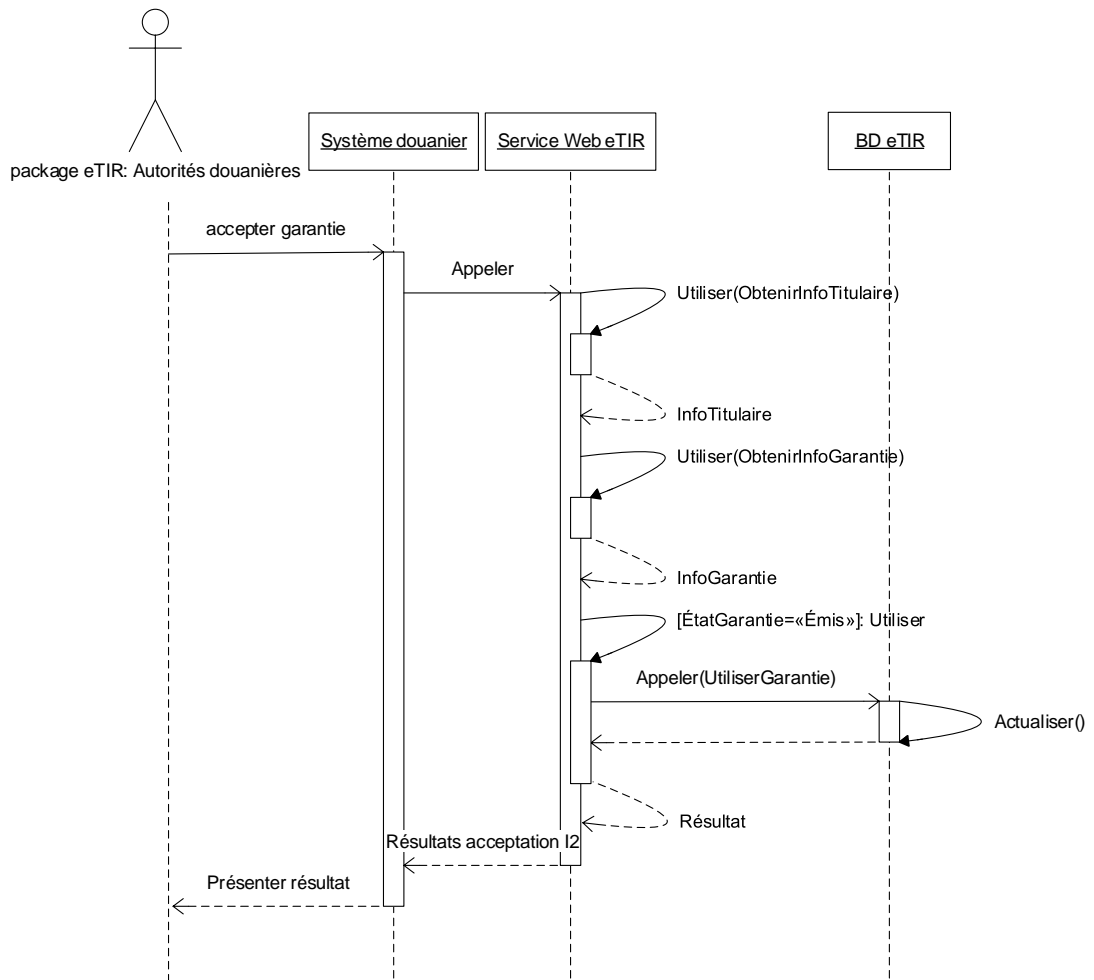 Système douanier
Service Web eTIR
BD eTIR
package eTIR: Autorités douanières
accepter garantie
Appeler
Utiliser(ObtenirInfoTitulaire)
InfoTitulaire
Utiliser(ObtenirInfoGarantie)
InfoGarantie
[ÉtatGarantie=«Émis»]: Utiliser
Appeler(UtiliserGarantie)
Actualiser()
Résultat
Résultats acceptation I2
Présenter résultat